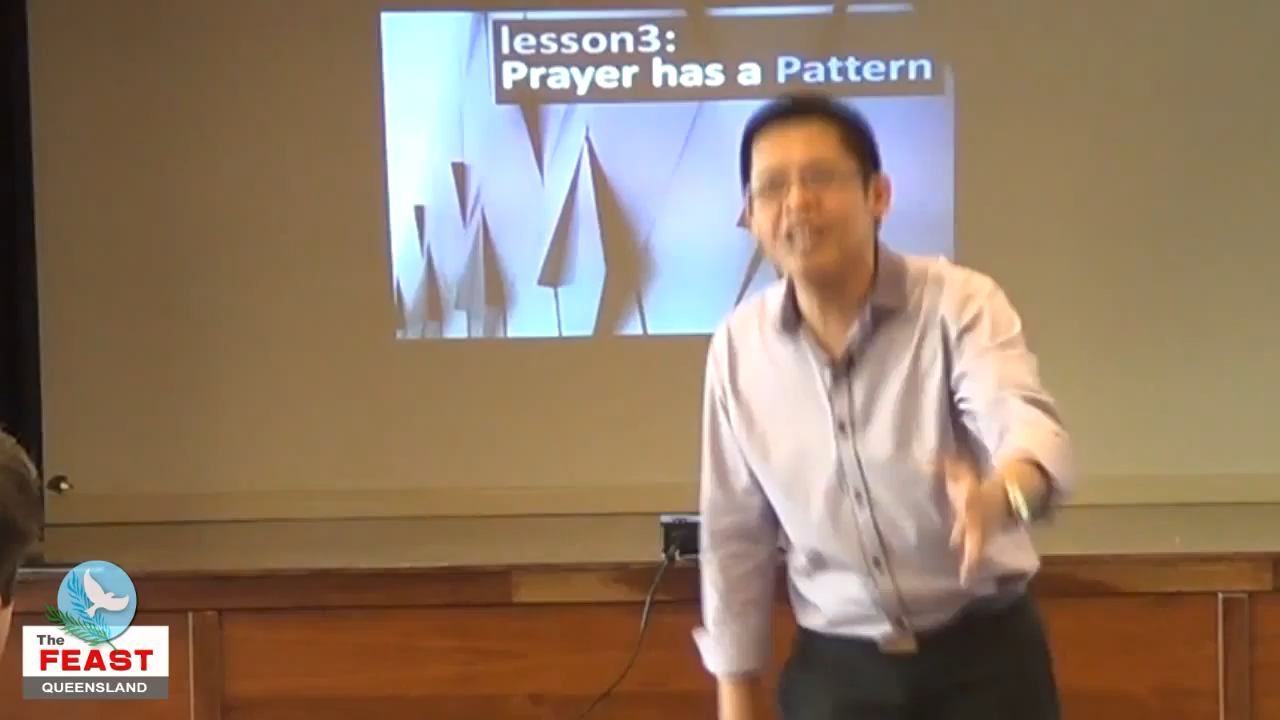 lesson3:
Prayer has a Pattern
The
FEAST
QUEENSLAND